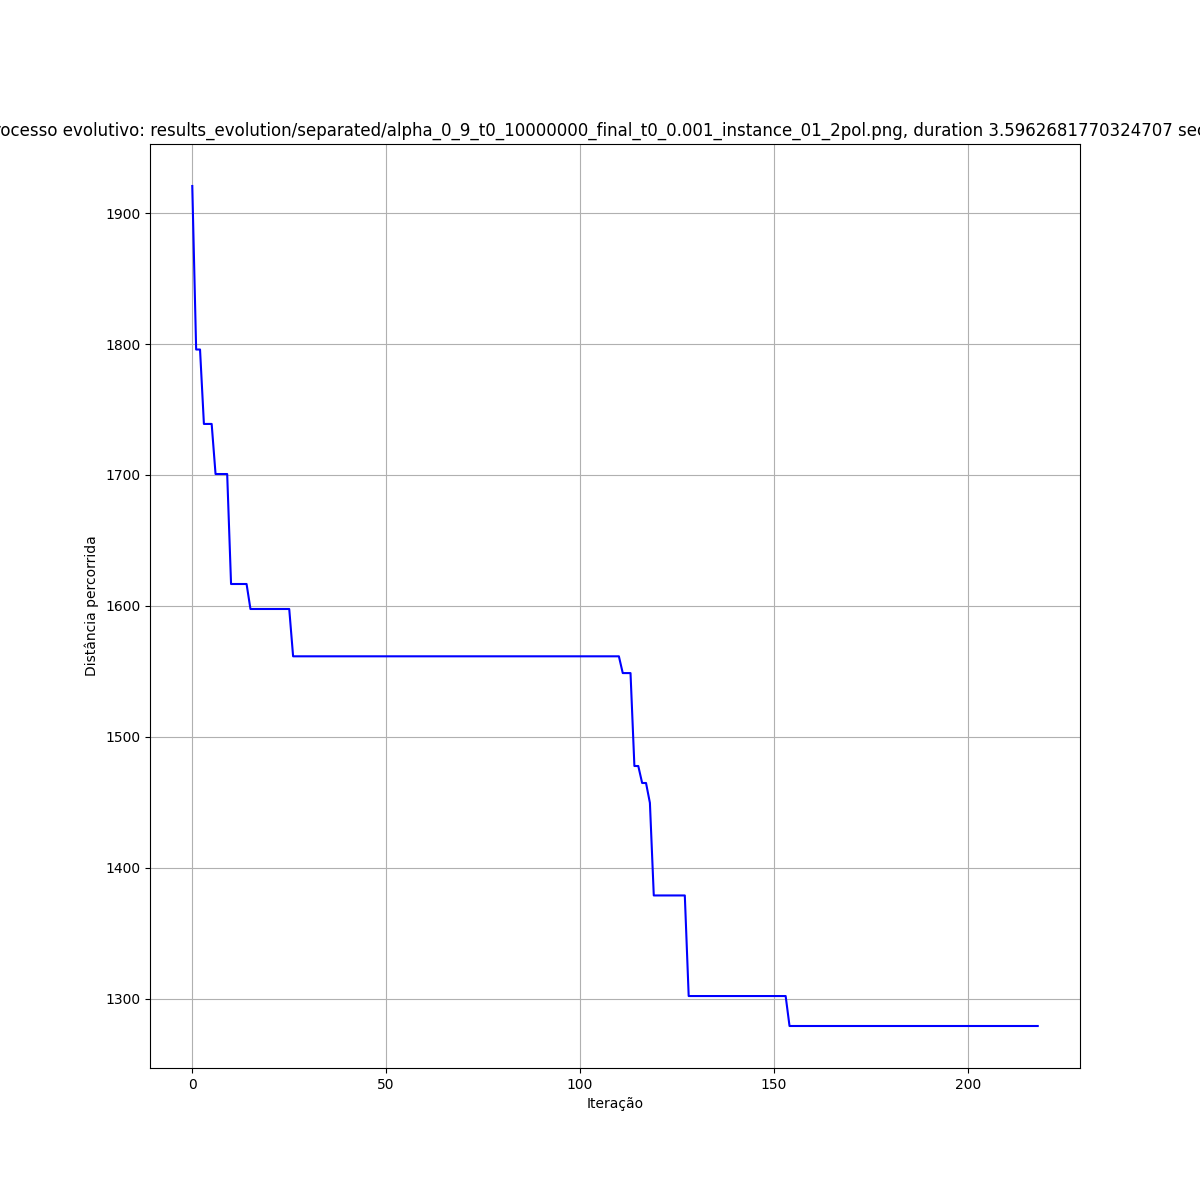 ocesso evolutivo: results_evolution/separated/alpha_0_9_t0_10000000_final_t0_0.001_instance_01_2pol.png, duration 3.5962681770324707 sec
1900
1800
1700
1600
1500
1400
1300
Distância percorrida
0 50 100 150 200
Iteração